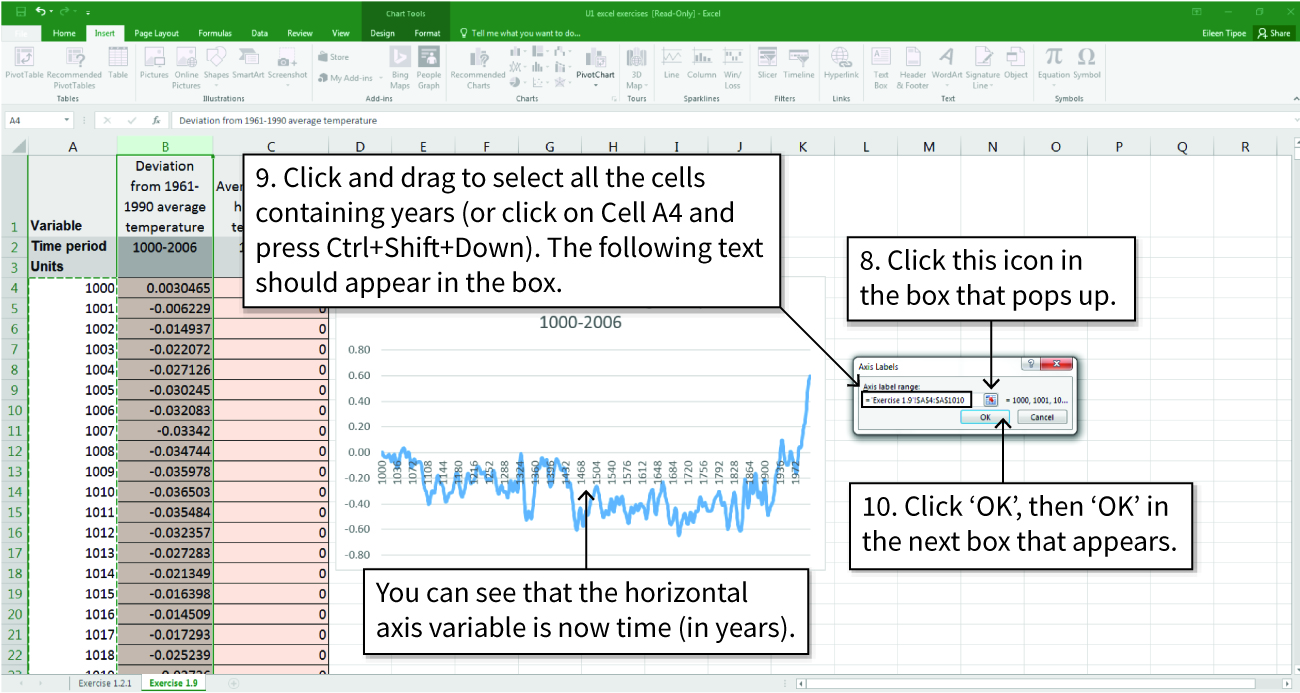 Chart Tools
U1 excel exercises [Read-Only] - Excel
Home Insert Page Layout Formulas Data Review View Design Format Tell me what you want to do... Eileen Tipoe Share
PivotTable Recommended PivotTables Table
Tables
Pictures Online Pictures Shapes SmartArt Screenshot
Illustrations
Store
My Add-ins
Bing Maps People Graph
Add-ins
Recommended Charts PivotChart
Charts
3D Map
Tours
Line Column Win/Loss
Sparklines
Slicer Timeline
Filters
Hyperlink
Links
Text Box Header & Footer WordArt Signature Line Object
Text
Equation Symbol
Symbols
A4 fx Deviation from 1961-1990 average temperature
A B C D E F G H I J K L M N O P Q R
Deviation
from 1961-
1990 average
temperature
1 Variable
2 Time period 1000-2006
3 Units
4 1000 0.0030465
5 1001 -0.006229 0
6 1002 -0.014937 0
7 1003 -0.022072 0
8 1004 -0.027126 0
9 1005 -0.030245 0
10 1006 -0.032083 0
11 1007 -0.03342 0
12 1008 -0.034744 0
13 1009 -0.035978 0
14 1010 -0.036503 0
15 1011 -0.035484 0
16 1012 -0.032357 0
17 1013 -0.027283 0
18 1014 -0.021349 0
19 1015 -0.016398 0
20 1016 -0.014509 0
21 1017 -0.017293 0
22 1018 -0.025239 0
9. Click and drag to select all the cells
containing years (or click on Cell A4 and
press Ctrl+Shift+Down). The following text
should appear in the box.
8. Click this icon in
the box that pops up.
1000-2006
0.80
0.60
0.40
0.20
0.00
-0.20
-0.40
-0.60
-0.80
1000 1036 1072 1108 1144 1180 1216 1252 1288 1324 1360 1396 1432 1468 1504 1540 1576 1612 1648 1684 1720 1756 1792 1828 1864 1900 1936 1972
Axis Labels
Axis label range:
='Exercise 1.9'!$A$4:$A$1010 = 1000, 1001, 10...
OK Cancel
10. Click ‘OK’, then ‘OK’ in
the next box that appears.
You can see that the horizontal
axis variable is now time (in years).
Exercise 1.2.1 Exercise 1.9